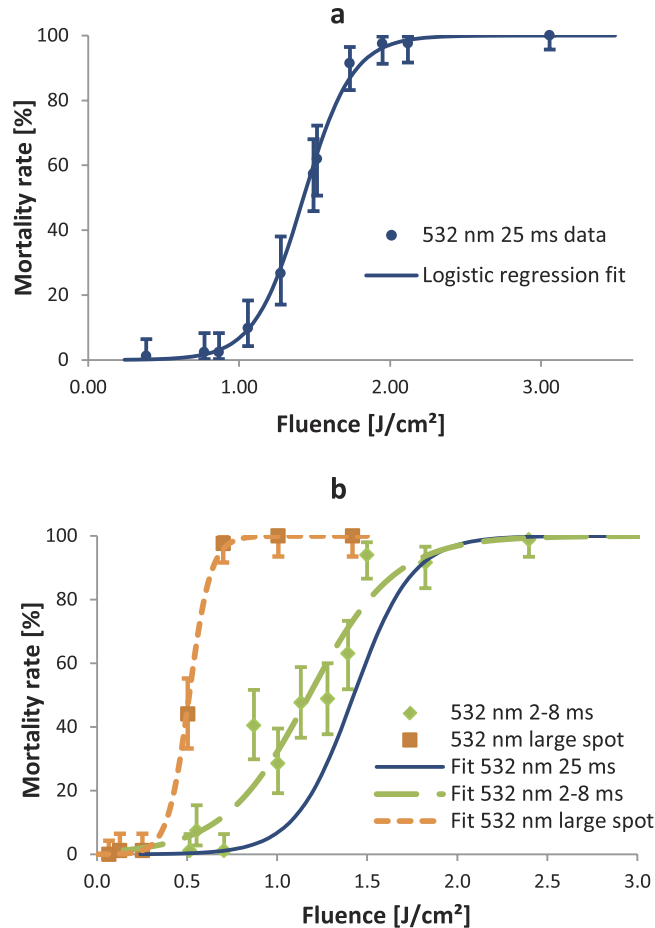 a
100
80
60
40
20
0
Mortality rate [%]
532 nm 25 ms data
Logistic regression fit
0.00 1.00 2.00 3.00
Fluence [J/cm²]
b
100
80
60
40
20
0
Mortality rate [%]
532 nm 2-8 ms
532 nm large spot
Fit 532 nm 25 ms
Fit 532 nm 2-8 ms
Fit 532 nm large spot
0.0 0.5 1.0 1.5 2.0 2.5 3.0
Fluence [J/cm²]